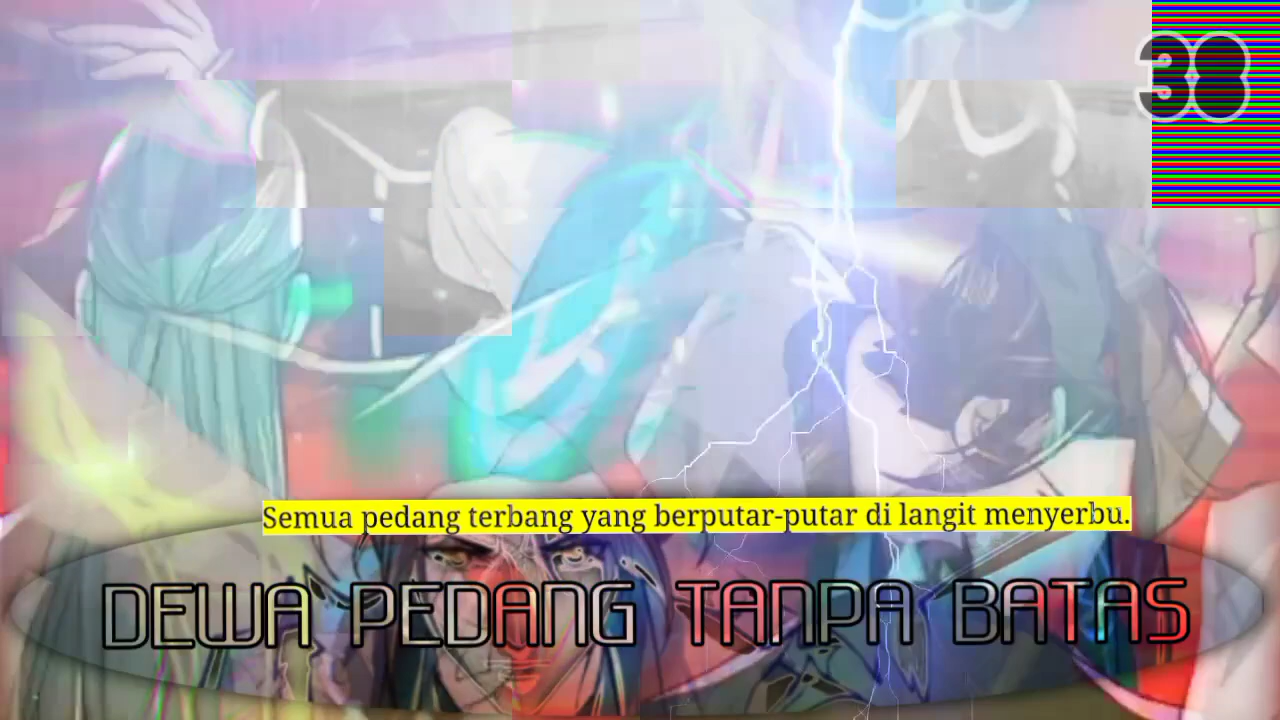 38
Semua pedang terbang yang berputar-putar di langit menyerbu.
DEWA PEDANG TANPA BATAS